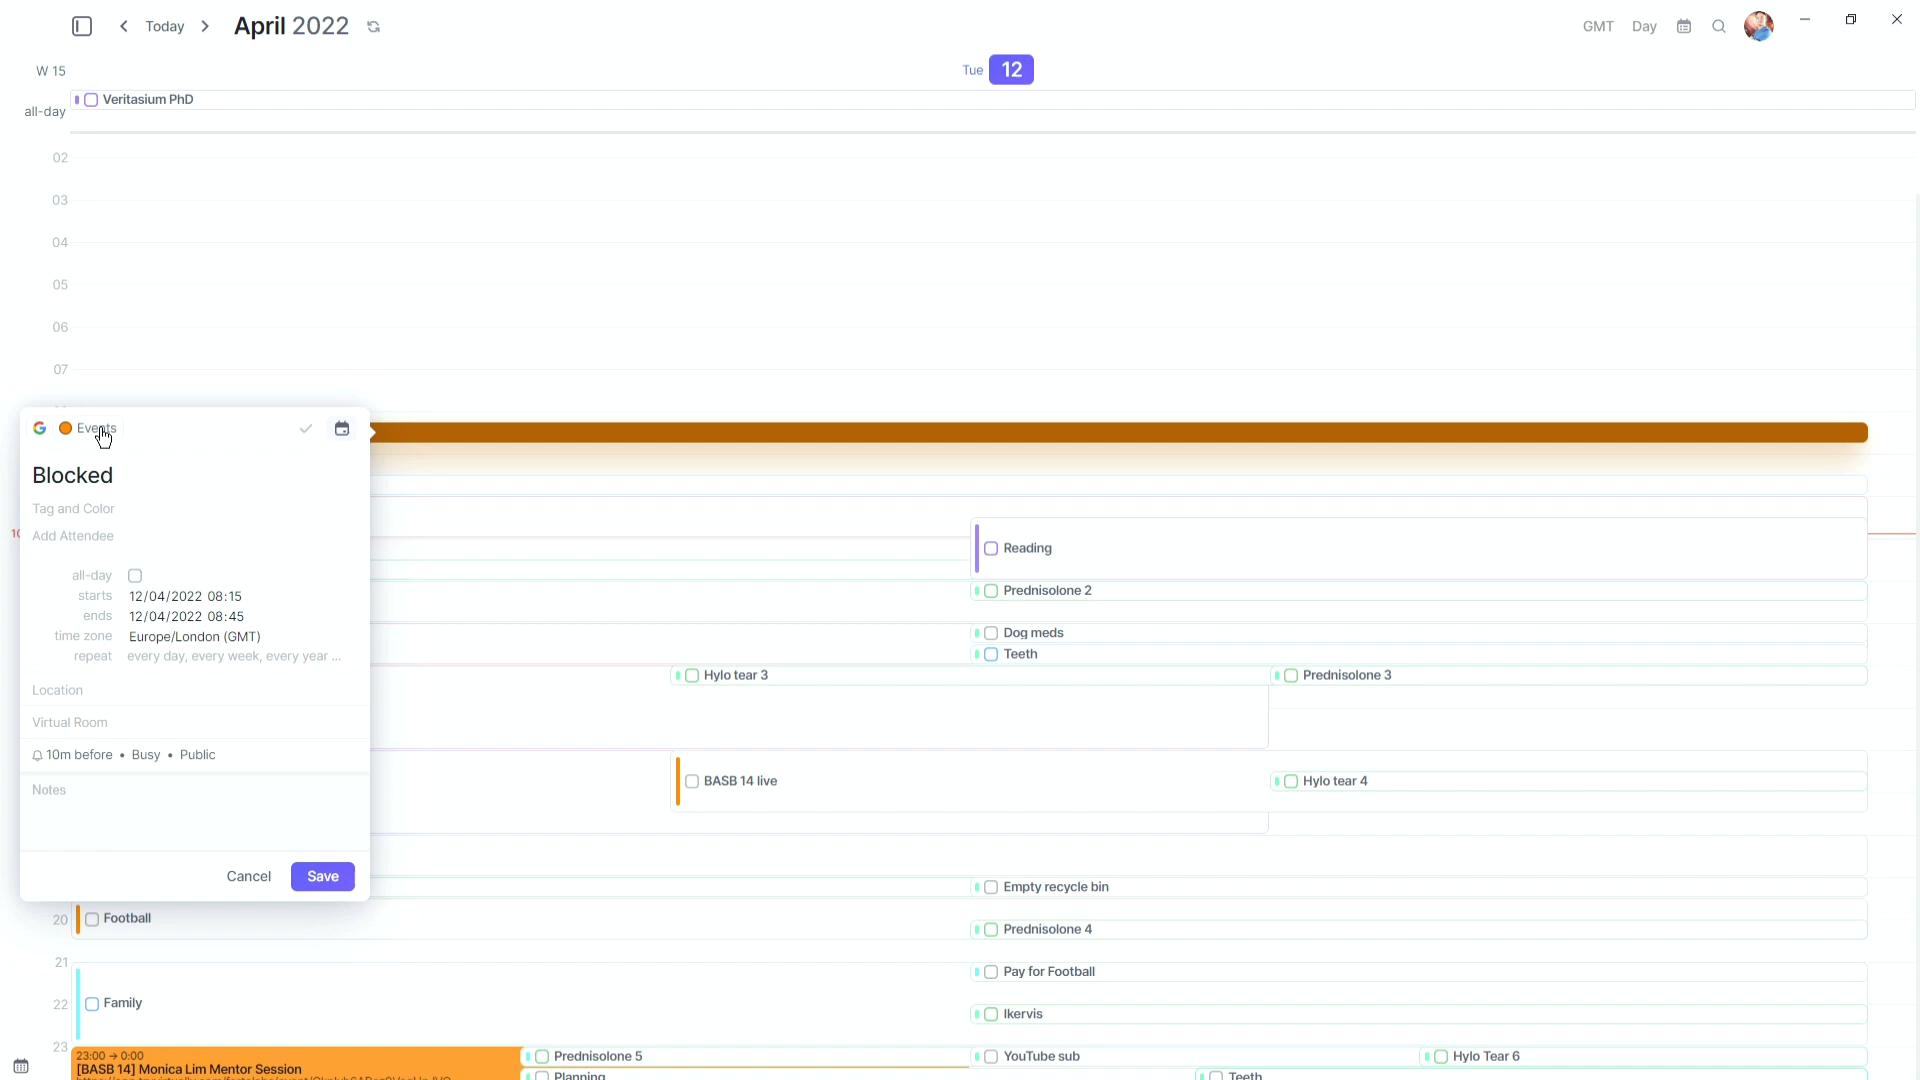 Today
April 2022
GMT
Day
W 15
Tue 12
all-day
Veritasium PhD
02
03
04
05
06
07
Events
Blocked
Tag and Color
Add Attendee
all-day
starts 12/04/2022 08:15
ends 12/04/2022 08:45
time zone Europe/London (GMT)
repeat every day, every week, every year ...
Location
Virtual Room
10m before • Busy • Public
Notes
Cancel
Save
Reading
Prednisolone 2
Dog meds
Teeth
Hylo tear 3
Prednisolone 3
BASB 14 live
Hylo tear 4
Empty recycle bin
20
Football
Prednisolone 4
21
Pay for Football
22
Family
Ikervis
23
23:00 → 0:00
[BASB 14] Monica Lim Mentor Session
Prednisolone 5
YouTube sub
Hylo Tear 6
Planning
Teeth